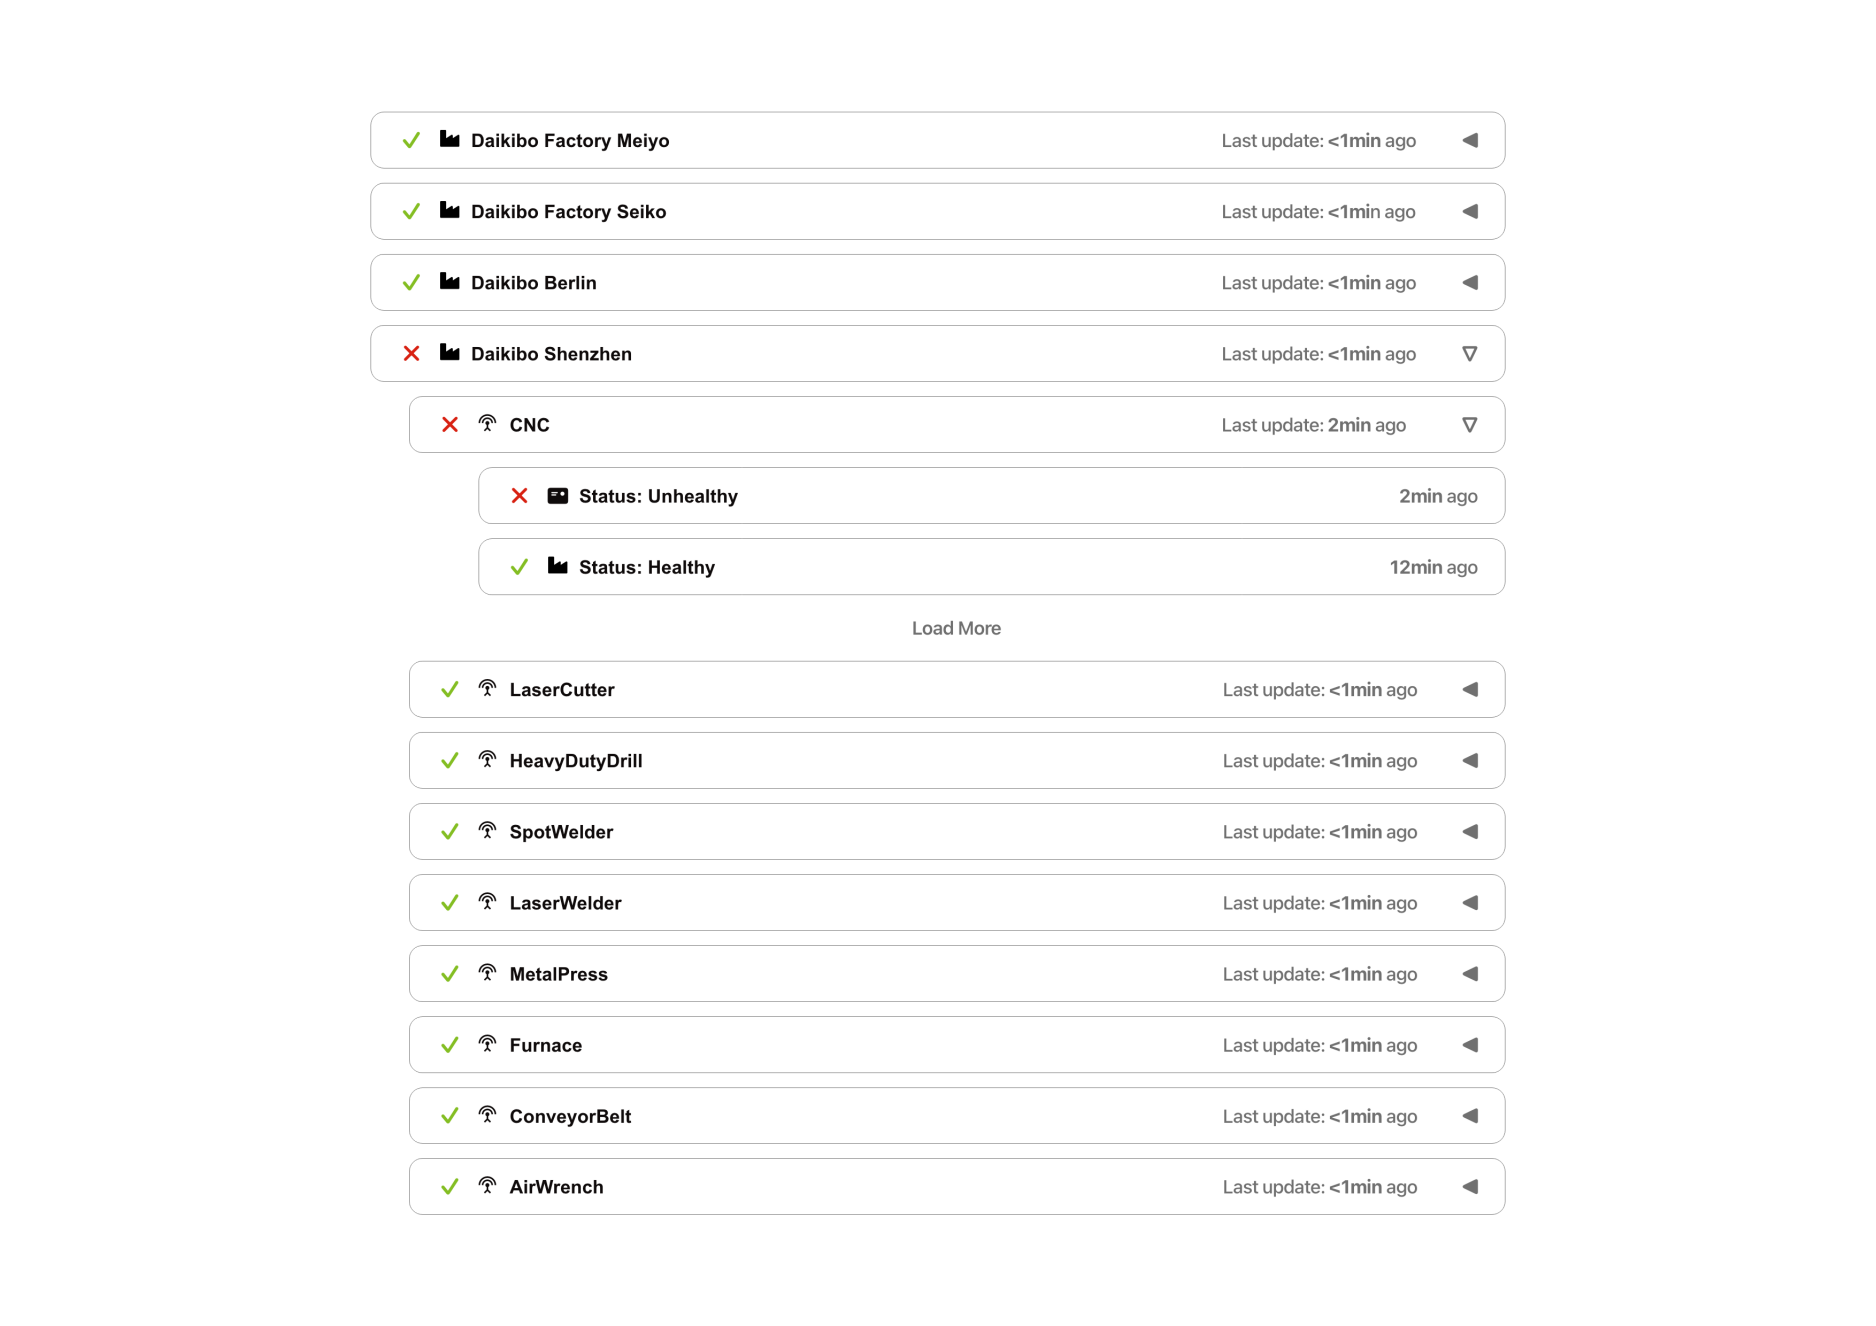 Daikibo Factory Meiyo Last update: <1min ago
Daikibo Factory Seiko Last update: <1min ago
Daikibo Berlin Last update: <1min ago
Daikibo Shenzhen Last update: <1min ago
CNC Last update: 2min ago
Status: Unhealthy 2min ago
Status: Healthy 12min ago
Load More
LaserCutter Last update: <1min ago
HeavyDutyDrill Last update: <1min ago
SpotWelder Last update: <1min ago
LaserWelder Last update: <1min ago
MetalPress Last update: <1min ago
Furnace Last update: <1min ago
ConveyorBelt Last update: <1min ago
AirWrench Last update: <1min ago